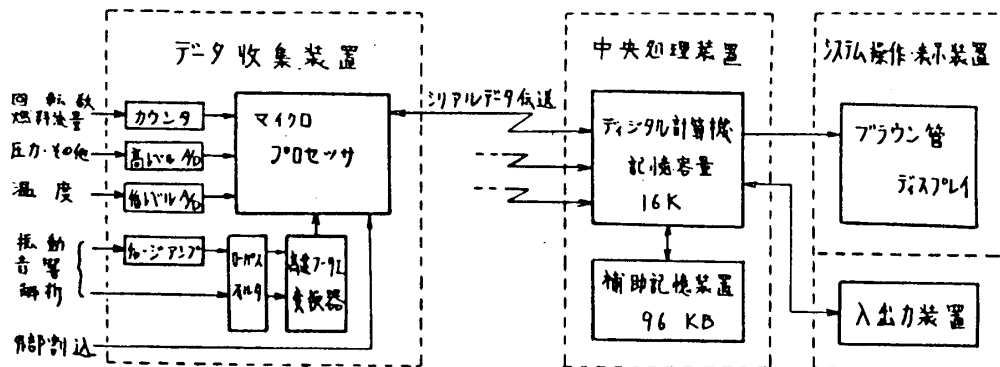 データ収集装置
回転数
燃料流量
カウンタ
圧力・その他
高レベル A/D
温度
低レベル A/D
マイクロ
プロセッサ
振動
音響
解析
チャージアンプ
ローパス
フィルタ
高速フーリエ
変換器
外部割込
シリアルデータ伝送
中央処理装置
ディジタル計算機
記憶容量
16K
補助記憶装置
96 KB
システム操作・表示装置
ブラウン管
ディスプレイ
入出力装置